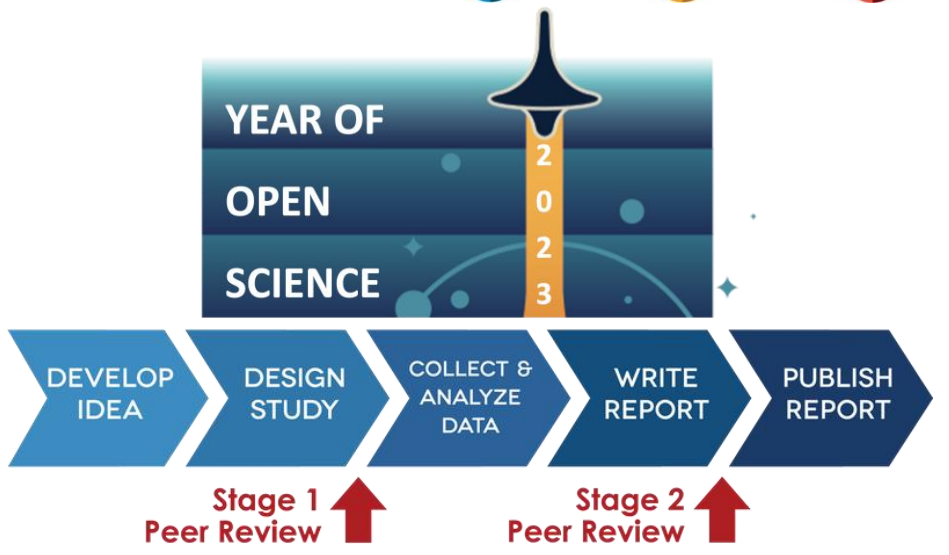 YEAR OF
OPEN
SCIENCE
2
0
2
3
DEVELOP
IDEA
DESIGN
STUDY
COLLECT &
ANALYZE
DATA
WRITE
REPORT
PUBLISH
REPORT
Stage 1
Peer Review
Stage 2
Peer Review